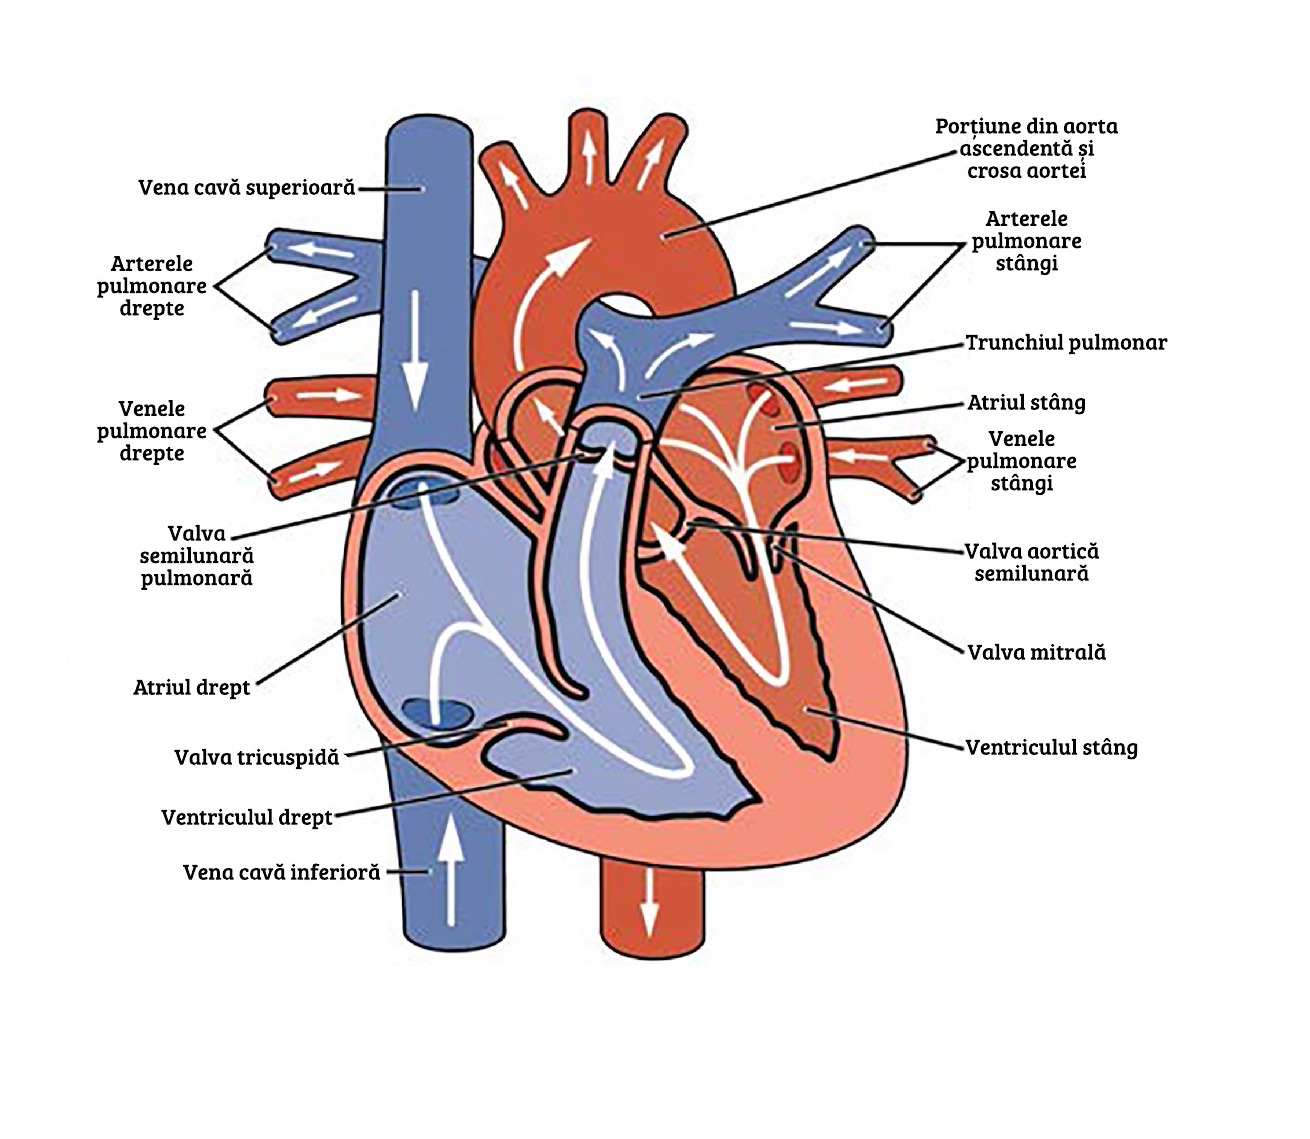 Vena cavă superioară
Arterele
pulmonare
drepte
Venele
pulmonare
drepte
Valva
semilunară
pulmonară
Atriul drept
Valva tricuspidă
Ventriculul drept
Vena cavă inferioară
Porțiune din aorta
ascendentă și
crosa aortei
Arterele
pulmonare
stângi
Trunchiul pulmonar
Atriul stâng
Venele
pulmonare
stângi
Valva aortică
semilunară
Valva mitrală
Ventriculul stâng